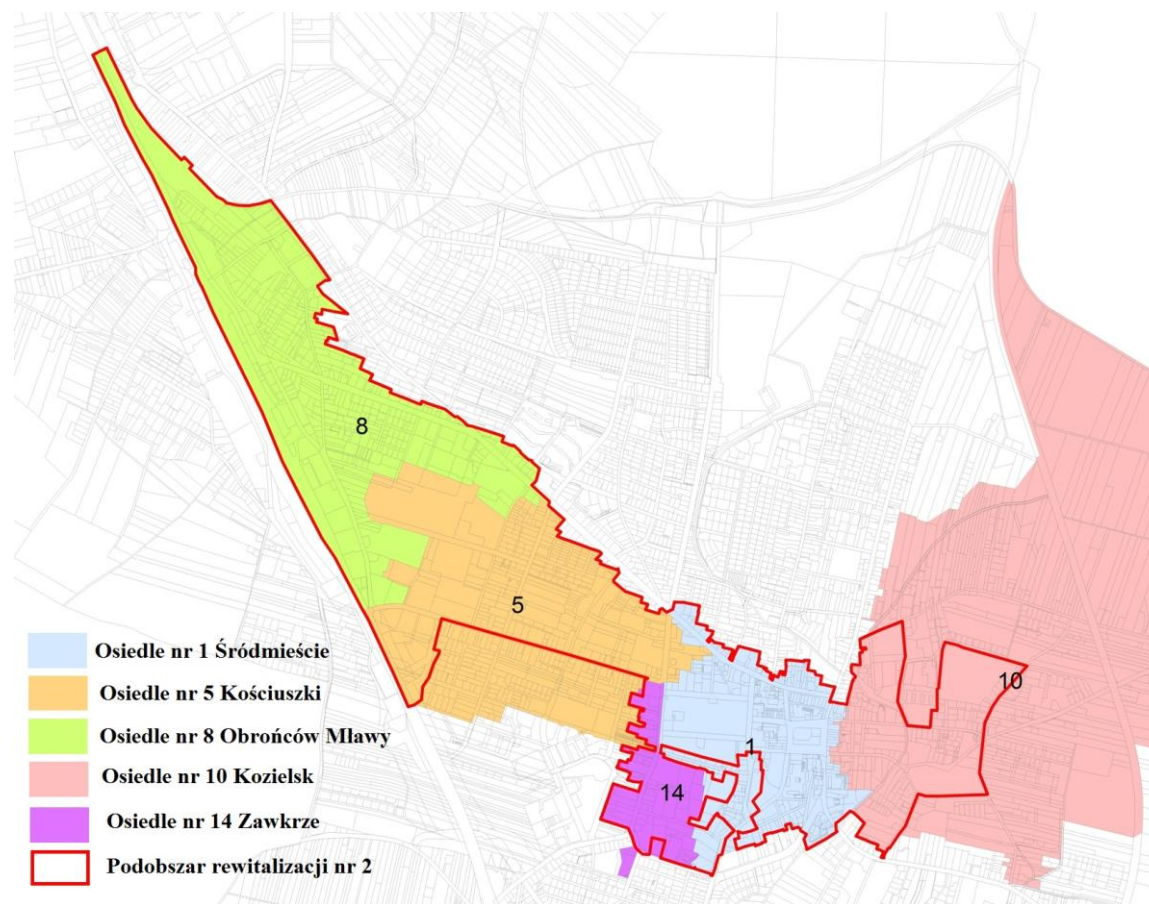 8
5
10
1
14
Osiedle nr 1 Śródmieście
Osiedle nr 5 Kościuszki
Osiedle nr 8 Obrońców Mławy
Osiedle nr 10 Kozielsk
Osiedle nr 14 Zawkrze
Podobszar rewitalizacji nr 2